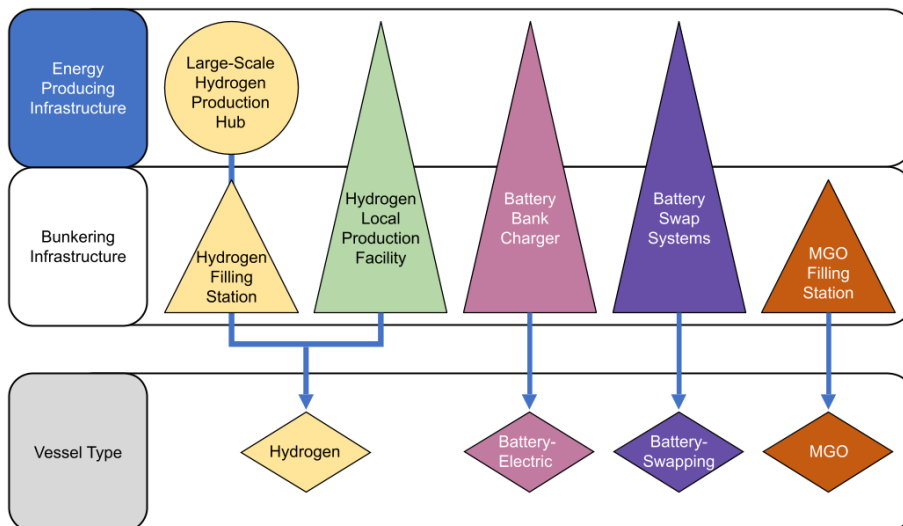 Energy
Producing
Infrastructure
Large-Scale
Hydrogen
Production
Hub
Bunkering
Infrastructure
Hydrogen
Filling
Station
Hydrogen
Local
Production
Facility
Battery
Bank
Charger
Battery
Swap
Systems
MGO
Filling
Station
Vessel Type
Hydrogen
Battery-
Electric
Battery-
Swapping
MGO